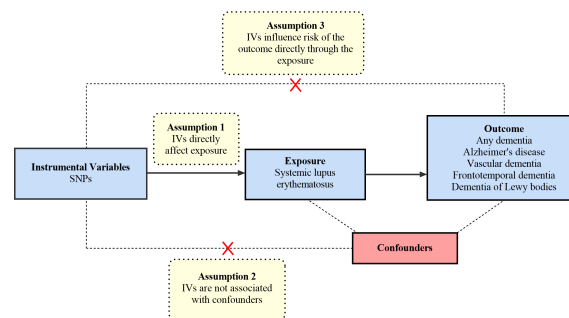 Assumption 3
IVs influence risk of the
outcome directly through the
exposure
Assumption 1
IVs directly
affect exposure
Instrumental Variables
SNPs
Exposure
Systemic lupus
erythematosus
Outcome
Any dementia
Alzheimer's disease
Vascular dementia
Frontotemporal dementia
Dementia of Lewy bodies
Confounders
Assumption 2
IVs are not associated
with confounders